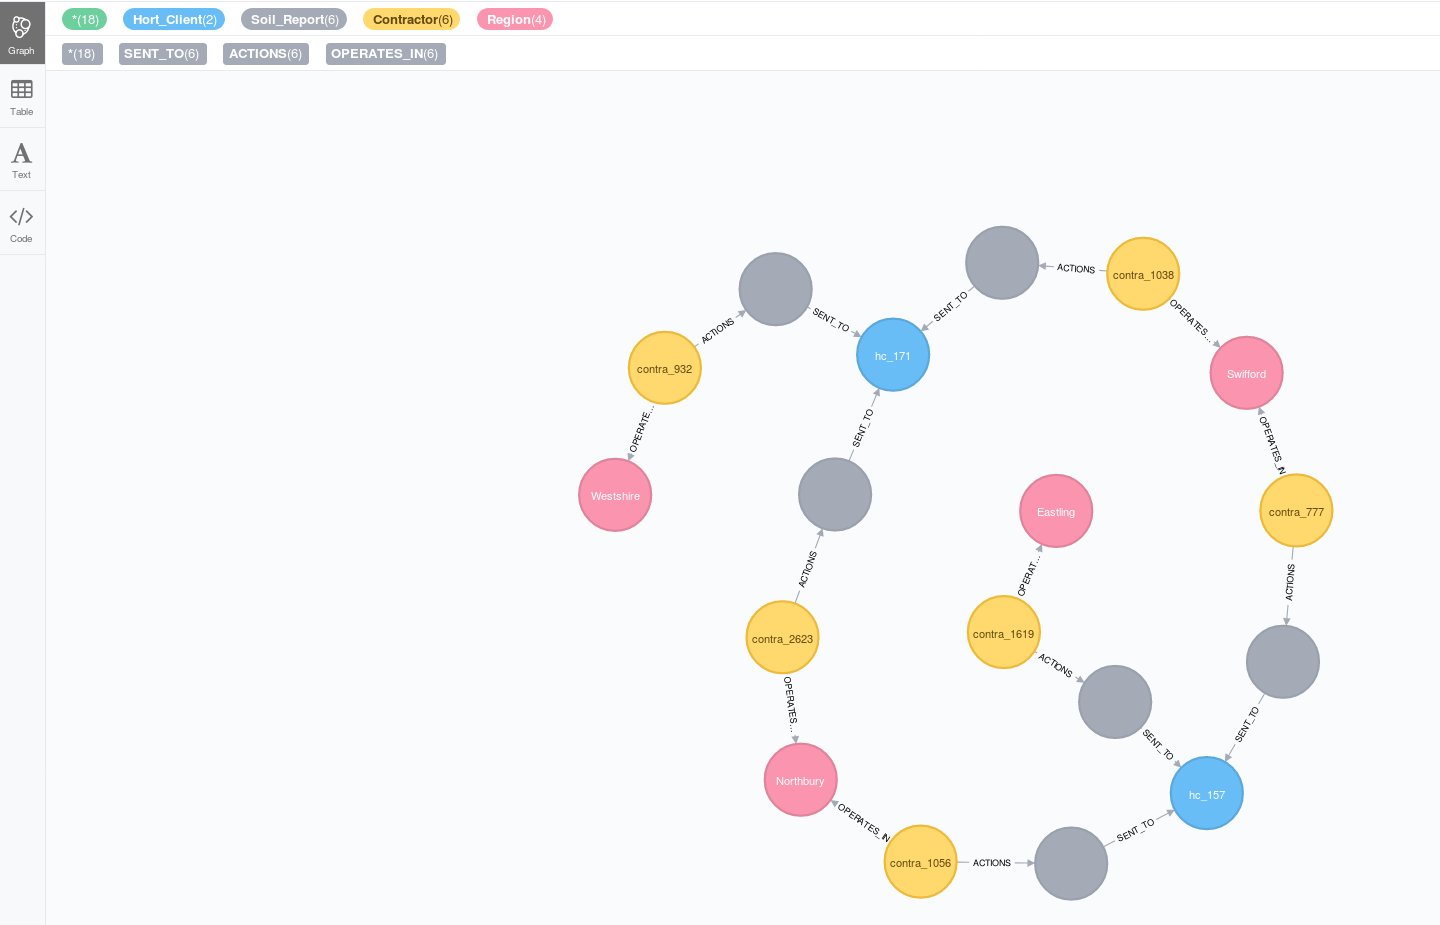 *(18) Hort_Client(2) Soil_Report(6) Contractor(6) Region(4)
Graph
*(18) SENT_TO(6) ACTIONS(6) OPERATES_IN(6)
Table
Text
Code
ACTIONS
contra_1038
SENT_TO
OPERATES...
SENT_TO
ACTIONS
hc_171
contra_932
Swifford
OPERATE...
SENT_TO
OPERATES_IN
Westshire
Eastling
contra_777
ACTIONS
OPERAT...
ACTIONS
contra_2623
contra_1619
ACTIONS
OPERATES...
SENT_TO
SENT_TO
Northbury
hc_157
OPERATES_IN
SENT_TO
contra_1056
ACTIONS